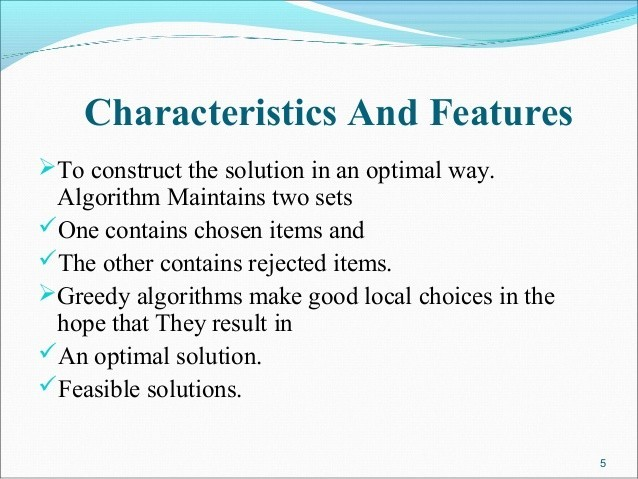 Characteristics And Features
➢To construct the solution in an optimal way.
Algorithm Maintains two sets
✓One contains chosen items and
✓The other contains rejected items.
➢Greedy algorithms make good local choices in the
hope that They result in
✓An optimal solution.
✓Feasible solutions.
5